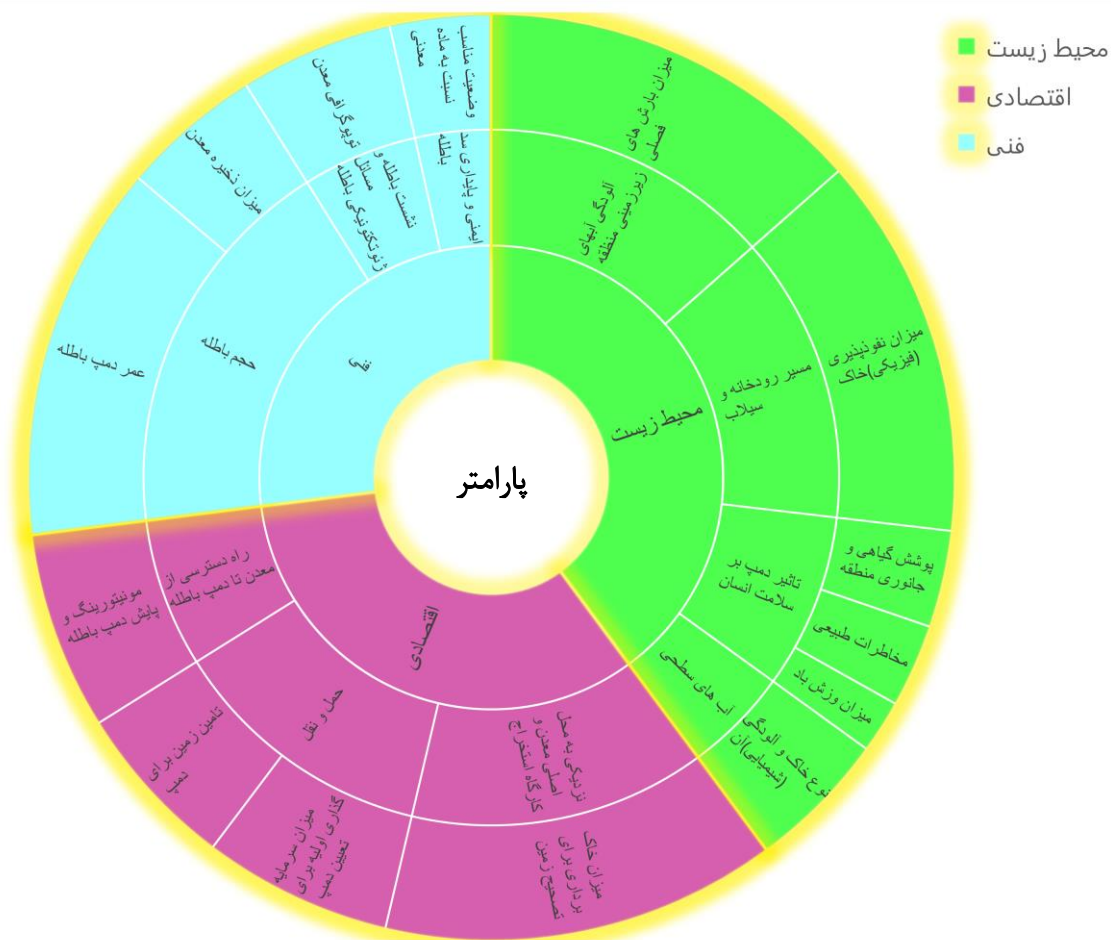 محیط زیست
اقتصادی
فنی
پارامتر
محیط زیست
آلودگی آبهای
زیرزمینی منطقه
میزان بارش های
فصلی
مسیر رودخانه و
سیلاب
میزان نفوذپذیری
(فیزیکی)خاک
تاثیر دمپ بر
سلامت انسان
پوشش گیاهی و
جانوری منطقه
مخاطرات طبیعی
میزان وزش باد
آب های سطحی
نوع خاک و آلودگی
(شیمیایی)آن
اقتصادی
نزدیکی به محل
اصلی معدن و
کارگاه استخراج
میزان خاک
برداری برای
تصحیح زمین
حمل و نقل
میزان سرمایه
گذاری اولیه برای
تعیین دمپ
تامین زمین برای
دمپ
راه دسترسی از
معدن تا دمپ باطله
مونیتورینگ و
پایش دمپ باطله
فنی
حجم باطله
عمر دمپ باطله
میزان ذخیره معدن
نشست باطله و
مسائل
ژئوتکتونیکی باطله
توپوگرافی معدن
ایمنی و پایداری سد
باطله
وضعیت مناسب
نسبت به ماده
معدنی